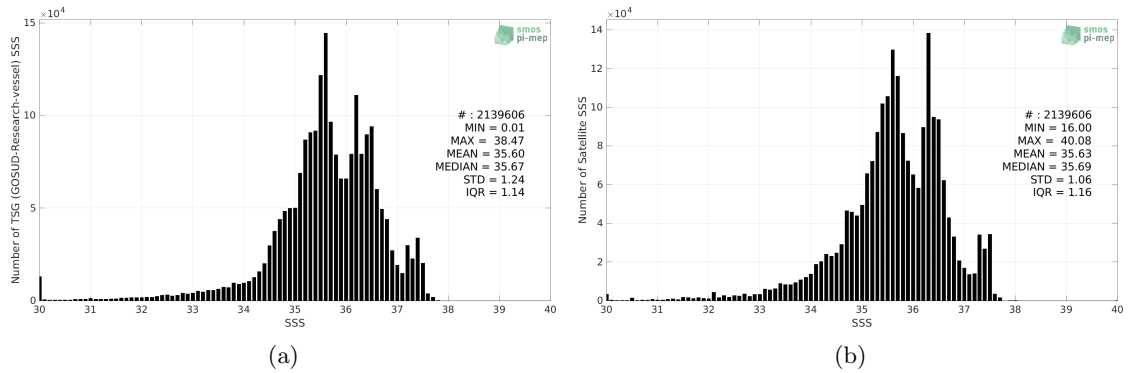 15 ×10⁴
smos
pi-mep
Number of TSG (GOSUD-Research-vessel) SSS
10
# : 2139606
MIN = 0.01
MAX = 38.47
MEAN = 35.60
MEDIAN = 35.67
STD = 1.24
IQR = 1.14
5
0
30 31 32 33 34 35 36 37 38 39 40
SSS
(a)
×10⁴
14
smos
pi-mep
Number of Satellite SSS
12
10
# : 2139606
MIN = 16.00
MAX = 40.08
MEAN = 35.63
MEDIAN = 35.69
STD = 1.06
IQR = 1.16
8
6
4
2
0
30 31 32 33 34 35 36 37 38 39 40
SSS
(b)